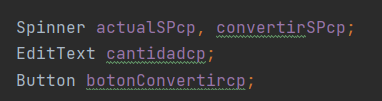 Spinner actualSPcp, convertirSPcp;
EditText cantidadcp;
Button botonConvertircp;